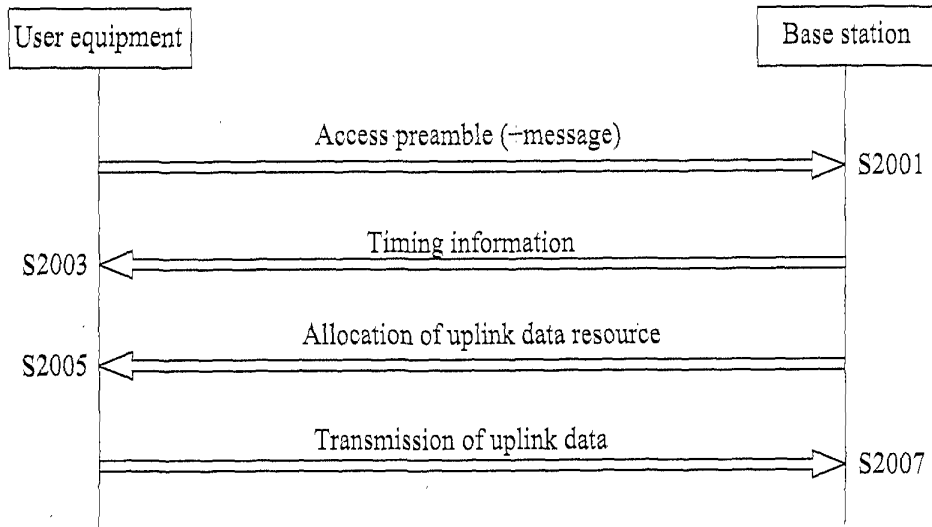 User equipment
Base station
Access preamble (+message)
S2001
Timing information
S2003
Allocation of uplink data resource
S2005
Transmission of uplink data
S2007